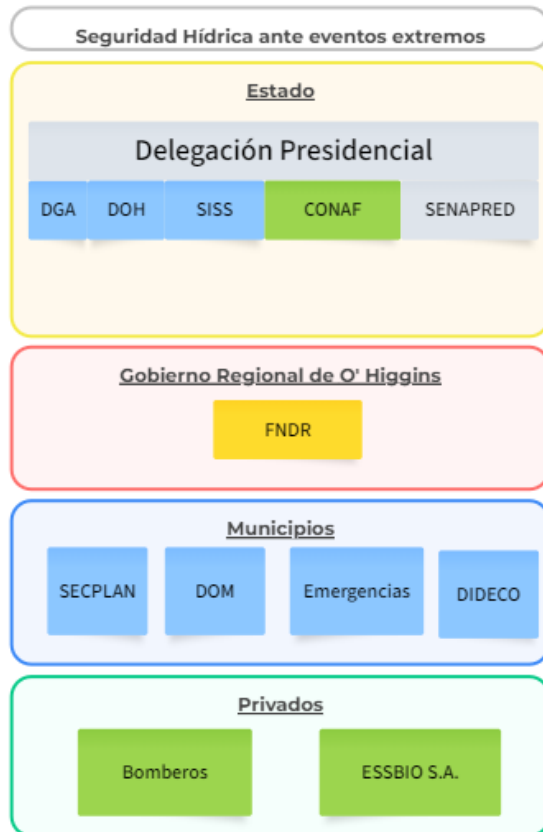 Seguridad Hídrica ante eventos extremos
Estado
Delegación Presidencial
DGA DOH SISS CONAF SENAPRED
Gobierno Regional de O' Higgins
FNDR
Municipios
SECPLAN DOM Emergencias DIDECO
Privados
Bomberos ESSBIO S.A.